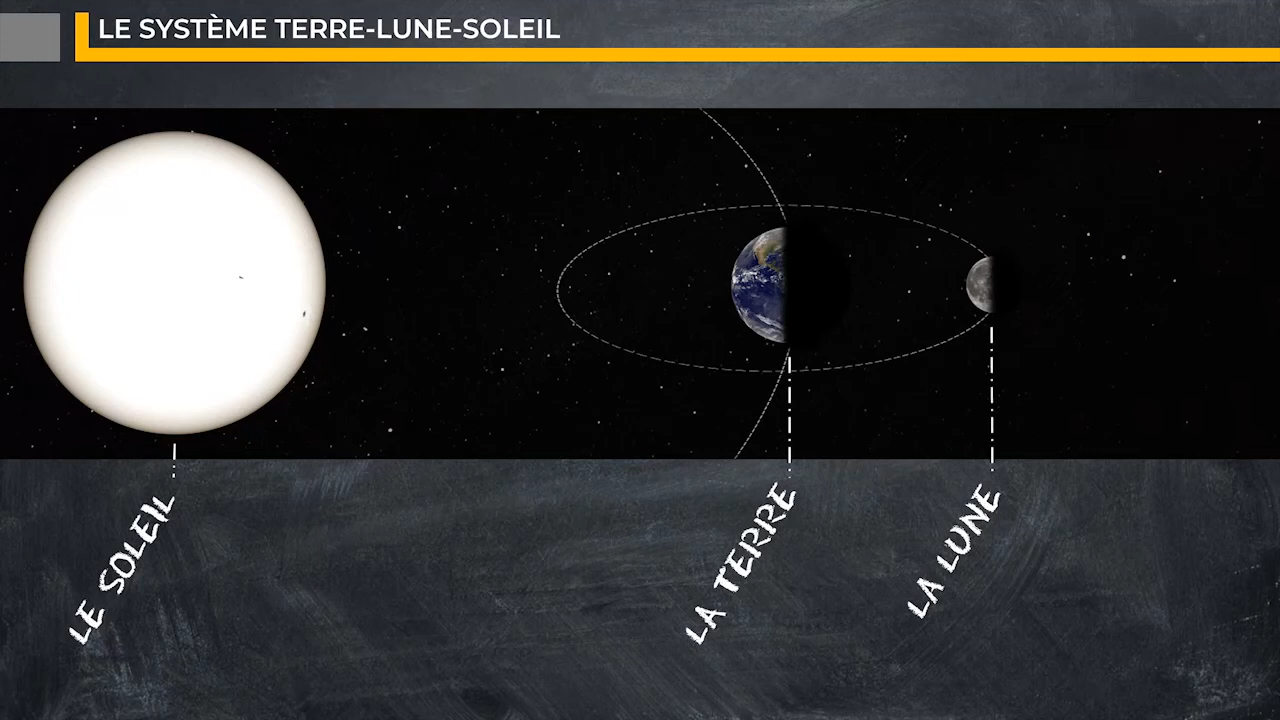 LE SYSTÈME TERRE-LUNE-SOLEIL
LE SOLEIL
LA TERRE
LA LUNE